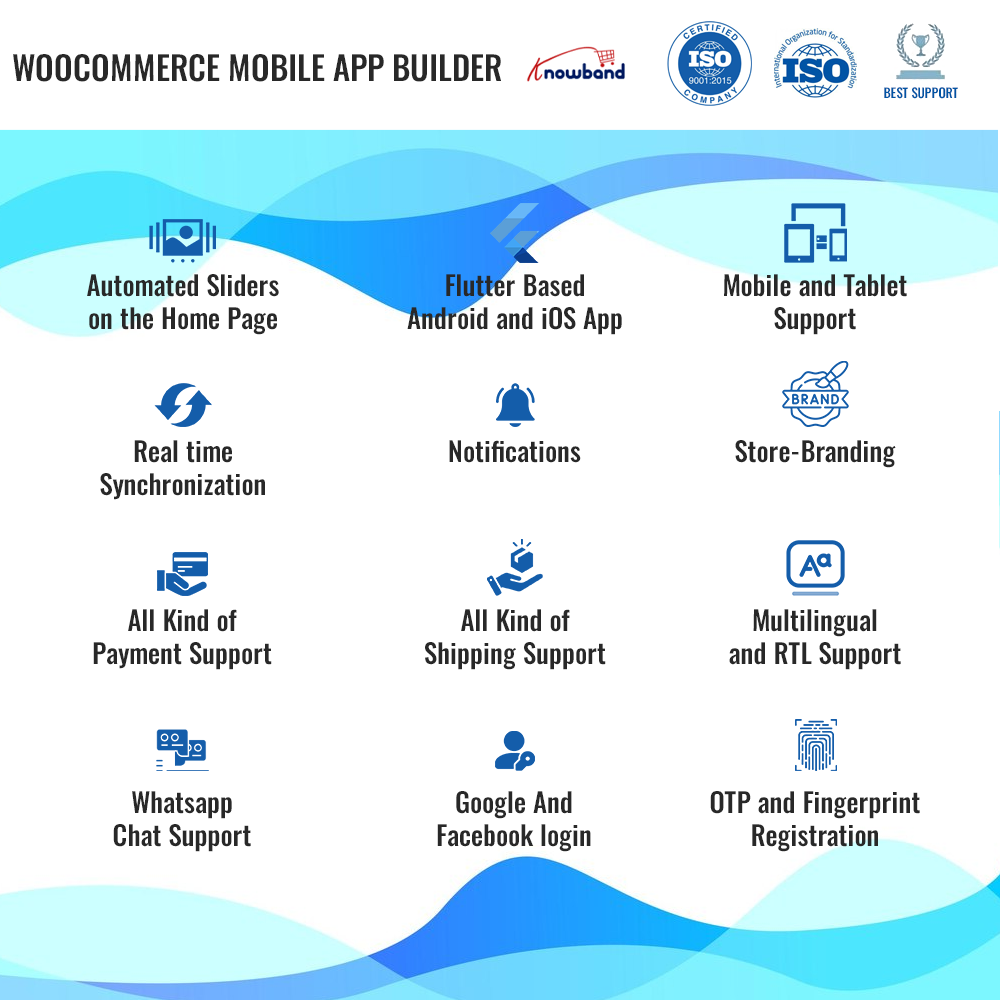 WOOCOMMERCE MOBILE APP BUILDER
Knowband
CERTIFIED
ISO
9001:2015
COMPANY
International Organization for Standardization
ISO
BEST SUPPORT
Automated Sliders
on the Home Page
Flutter Based
Android and iOS App
Mobile and Tablet
Support
Real time
Synchronization
Notifications
BRAND
Store-Branding
All Kind of
Payment Support
All Kind of
Shipping Support
Aa
Multilingual
and RTL Support
Whatsapp
Chat Support
Google And
Facebook login
OTP and Fingerprint
Registration